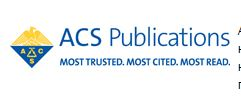 ACS Publications
MOST TRUSTED. MOST CITED. MOST READ.